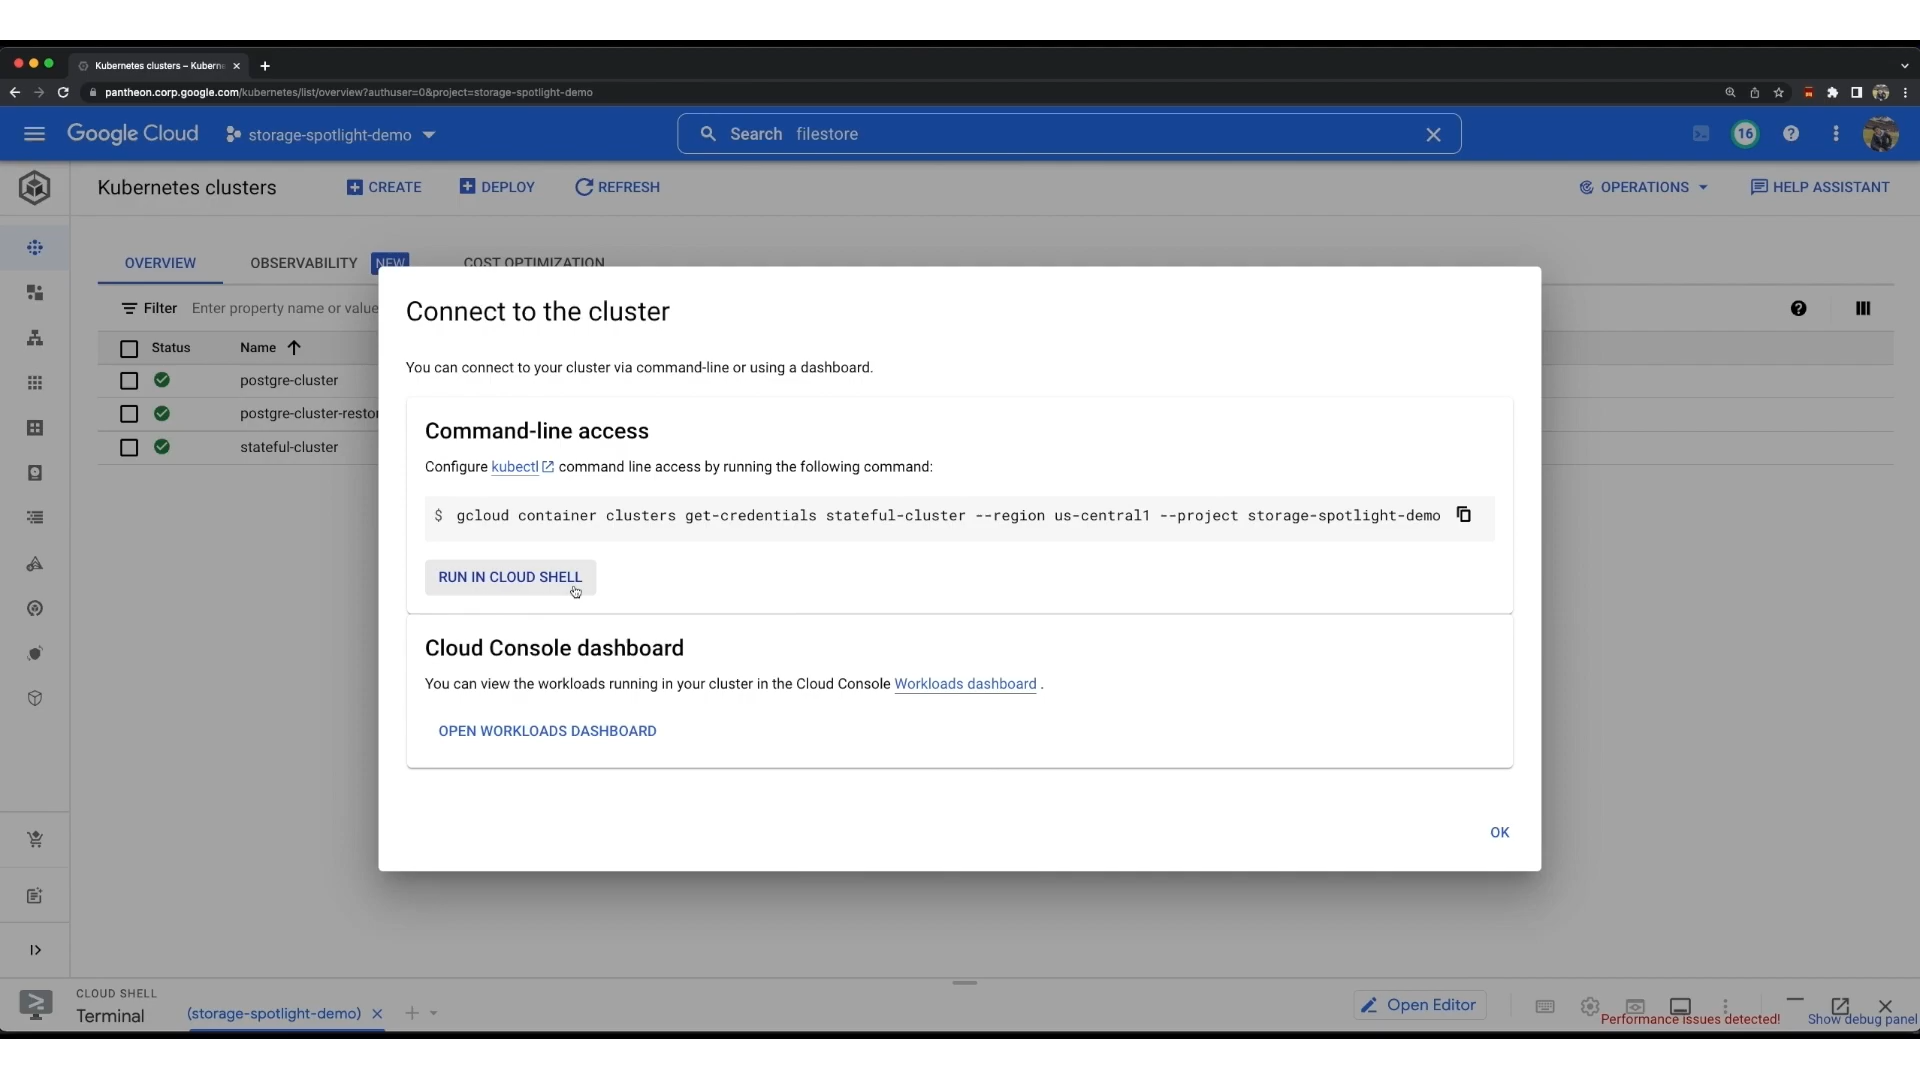 Kubernetes clusters – Kuberne
pantheon.corp.google.com/kubernetes/list/overview?authuser=0&project=storage-spotlight-demo
Google Cloud
storage-spotlight-demo
Search filestore
16
Kubernetes clusters
CREATE
DEPLOY
REFRESH
OPERATIONS
HELP ASSISTANT
OVERVIEW
OBSERVABILITY
NEW
COST OPTIMIZATION
Filter Enter property name or value
Status
Name
postgre-cluster
postgre-cluster-restor
stateful-cluster
Connect to the cluster
You can connect to your cluster via command-line or using a dashboard.
Command-line access
Configure kubectl command line access by running the following command:
$ gcloud container clusters get-credentials stateful-cluster --region us-central1 --project storage-spotlight-demo
RUN IN CLOUD SHELL
Cloud Console dashboard
You can view the workloads running in your cluster in the Cloud Console Workloads dashboard .
OPEN WORKLOADS DASHBOARD
OK
CLOUD SHELL
Terminal
(storage-spotlight-demo)
Open Editor
Performance issues detected!
Show debug panel